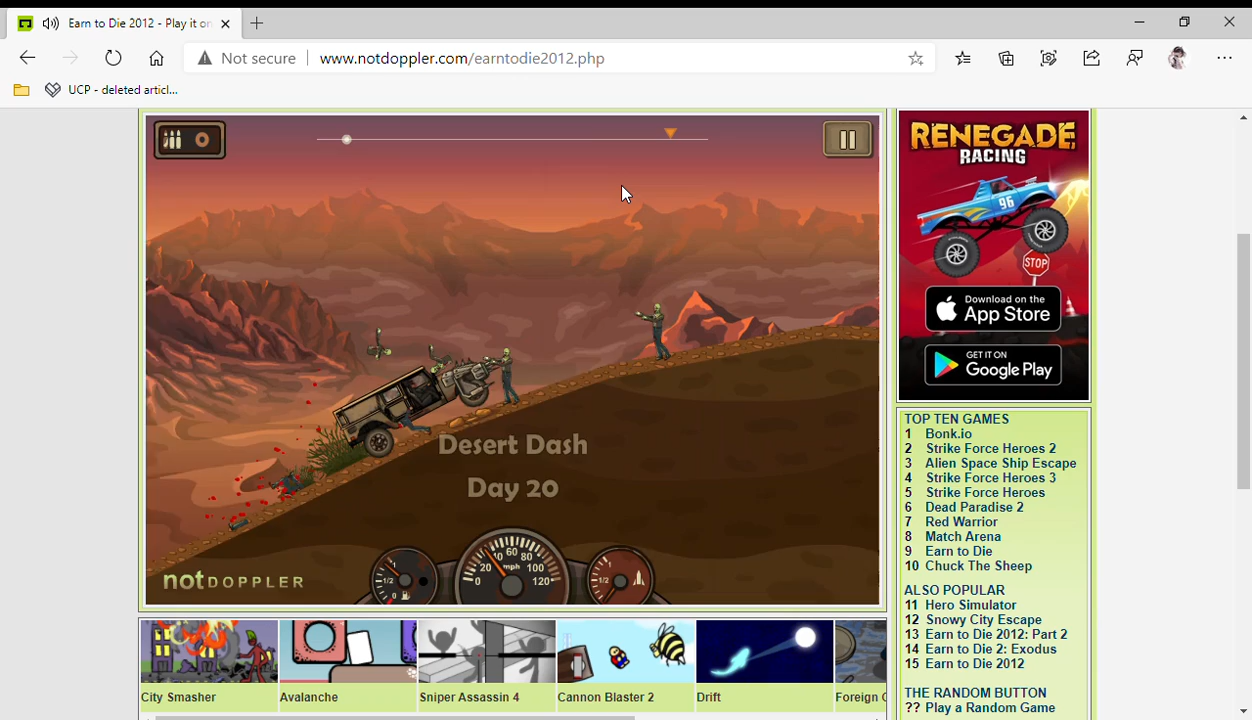 Earn to Die 2012 - Play it on
Not secure www.notdoppler.com/earntodie2012.php
UCP - deleted articl...
Desert Dash
Day 20
1/2 1 0
0 20 40 60 80 100 120
mph
1/2 1
notDOPPLER
RENEGADE
RACING
96
STOP
Download on the
App Store
GET IT ON
Google Play
TOP TEN GAMES
1 Bonk.io
2 Strike Force Heroes 2
3 Alien Space Ship Escape
4 Strike Force Heroes 3
5 Strike Force Heroes
6 Dead Paradise 2
7 Red Warrior
8 Match Arena
9 Earn to Die
10 Chuck The Sheep
ALSO POPULAR
11 Hero Simulator
12 Snowy City Escape
13 Earn to Die 2012: Part 2
14 Earn to Die 2: Exodus
15 Earn to Die 2012
THE RANDOM BUTTON
?? Play a Random Game
City Smasher
Avalanche
Sniper Assassin 4
Cannon Blaster 2
Drift
Foreign C